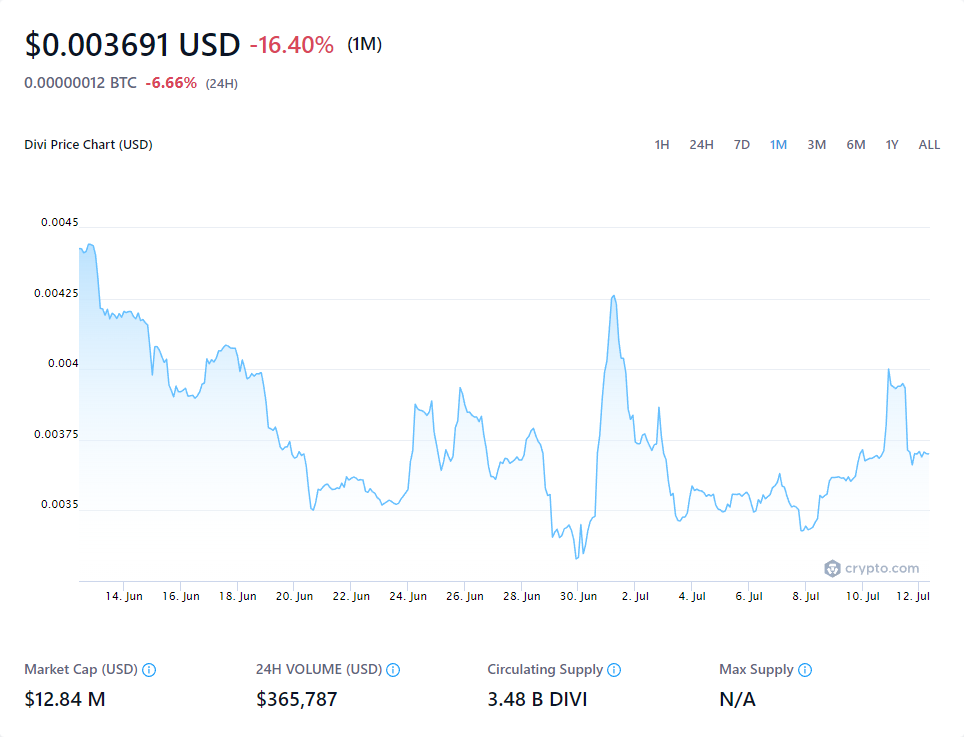 $0.003691 USD -16.40% (1M)
0.00000012 BTC -6.66% (24H)
Divi Price Chart (USD) 1H 24H 7D 1M 3M 6M 1Y ALL
0.0045
0.00425
0.004
0.00375
0.0035
crypto.com
14. Jun 16. Jun 18. Jun 20. Jun 22. Jun 24. Jun 26. Jun 28. Jun 30. Jun 2. Jul 4. Jul 6. Jul 8. Jul 10. Jul 12. Jul
Market Cap (USD) 24H VOLUME (USD) Circulating Supply Max Supply
$12.84 M $365,787 3.48 B DIVI N/A